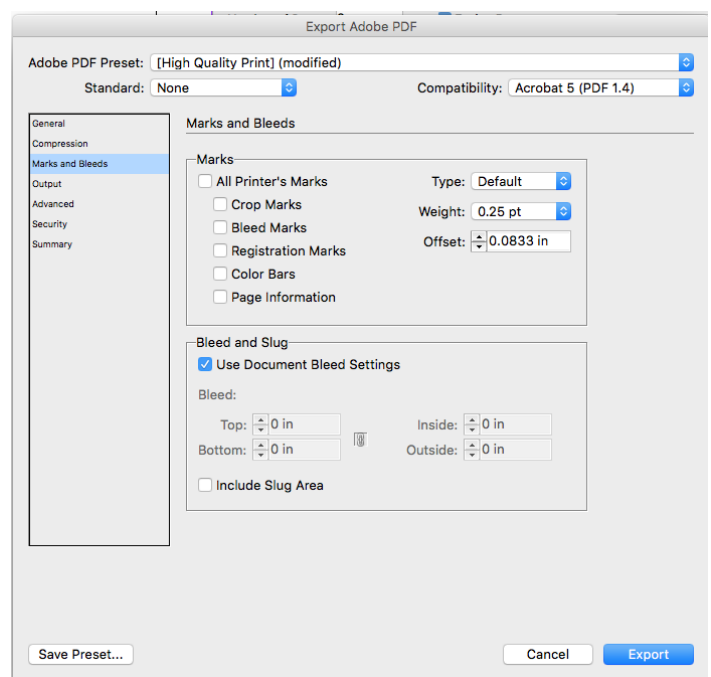 Export Adobe PDF
Adobe PDF Preset: [High Quality Print] (modified)
Standard: None Compatibility: Acrobat 5 (PDF 1.4)
General
Compression
Marks and Bleeds
Output
Advanced
Security
Summary
Marks and Bleeds
Marks
All Printer's Marks Type: Default
Crop Marks Weight: 0.25 pt
Bleed Marks
Registration Marks Offset: 0.0833 in
Color Bars
Page Information
Bleed and Slug
Use Document Bleed Settings
Bleed:
Top: 0 in Inside: 0 in
Bottom: 0 in Outside: 0 in
Include Slug Area
Save Preset... Cancel Export